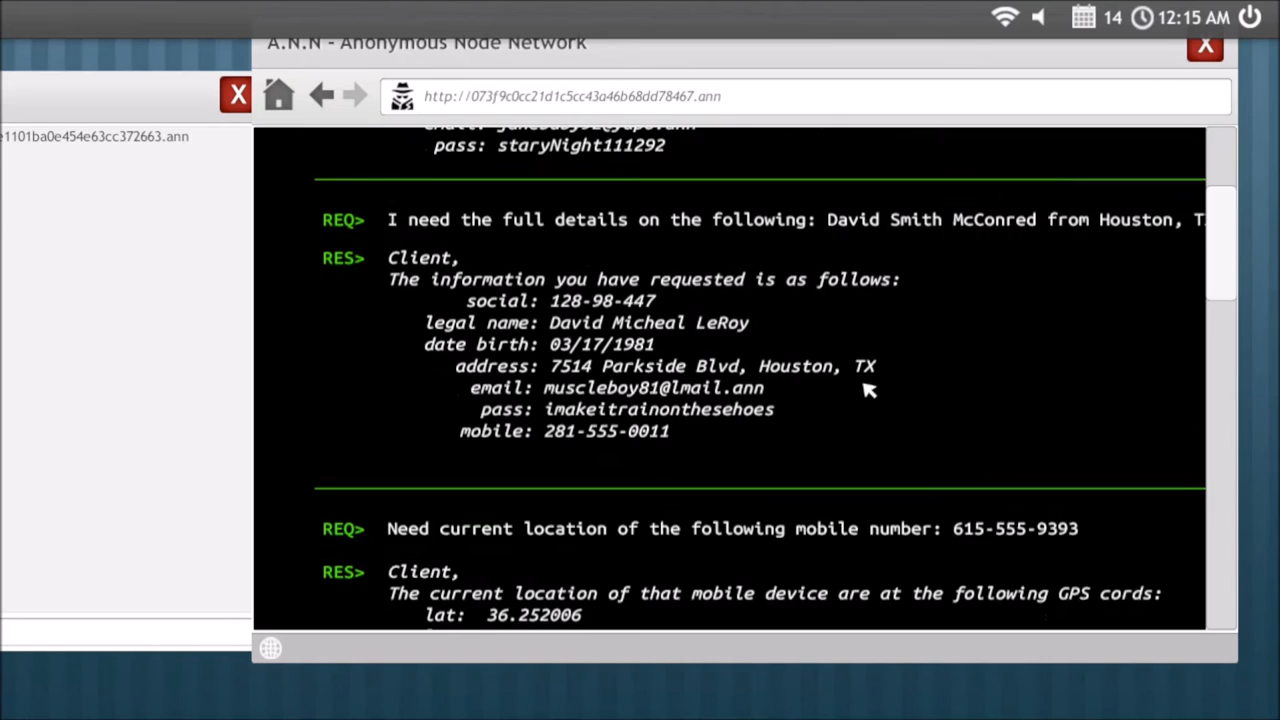 14 12:15 AM
A.N.N - Anonymous Node Network
X
X
http://073f9c0cc21d1c5cc43a46b68dd78467.ann
e1101ba0e454e63cc372663.ann
pass: staryNight111292
REQ> I need the full details on the following: David Smith McConred from Houston,
RES> Client,
The information you have requested is as follows:
social: 128-98-447
legal name: David Micheal LeRoy
date birth: 03/17/1981
address: 7514 Parkside Blvd, Houston, TX
email: muscleboy81@lmail.ann
pass: imakeitrainonthesehoes
mobile: 281-555-0011
REQ> Need current location of the following mobile number: 615-555-9393
RES> Client,
The current location of that mobile device are at the following GPS cords:
lat: 36.252006